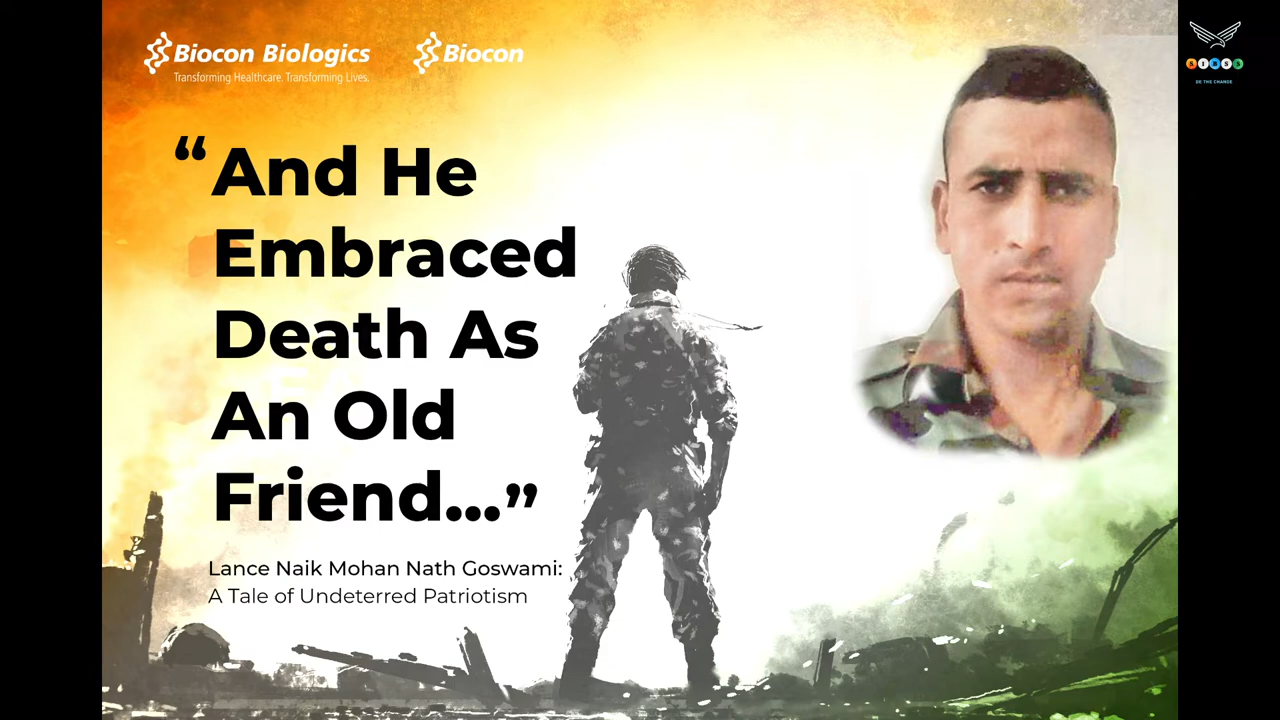 Biocon Biologics
Transforming Healthcare. Transforming Lives.
Biocon
“And He
Embraced
Death As
An Old
Friend...”
Lance Naik Mohan Nath Goswami:
A Tale of Undeterred Patriotism
BE THE CHANGE